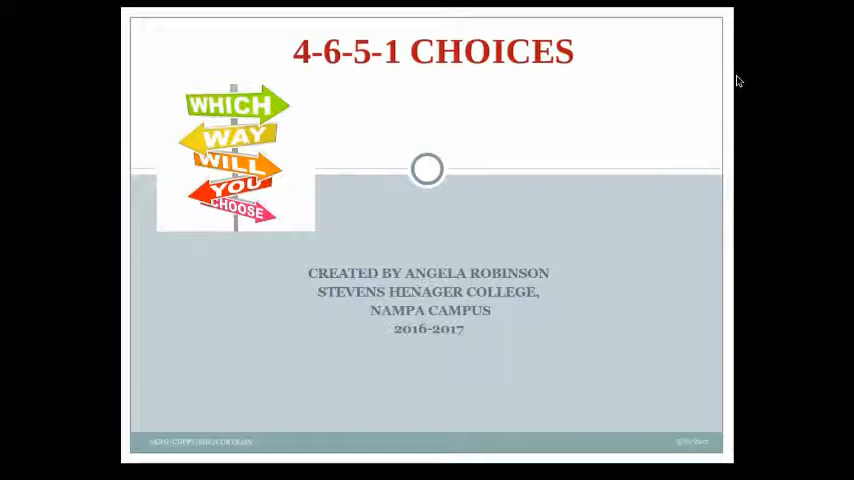 4-6-5-1 CHOICES
WHICH
WAY
WILL
YOU
CHOOSE
CREATED BY ANGELA ROBINSON
STEVENS HENAGER COLLEGE,
NAMPA CAMPUS
2016-2017